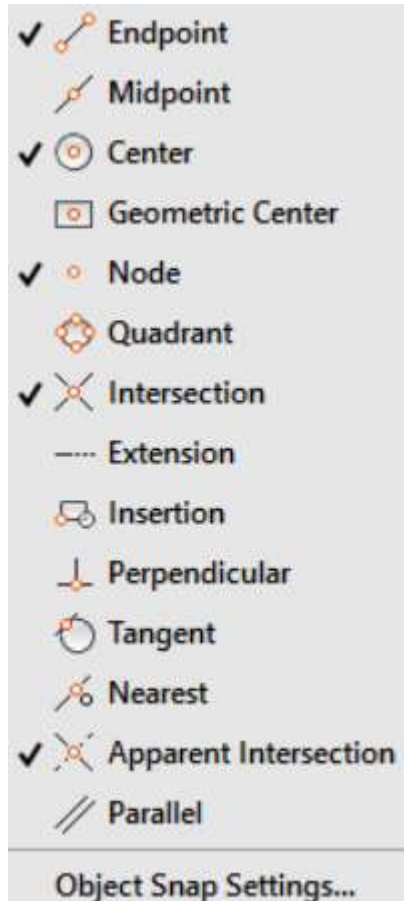 Endpoint
Midpoint
Center
Geometric Center
Node
Quadrant
Intersection
Extension
Insertion
Perpendicular
Tangent
Nearest
Apparent Intersection
Parallel
Object Snap Settings...